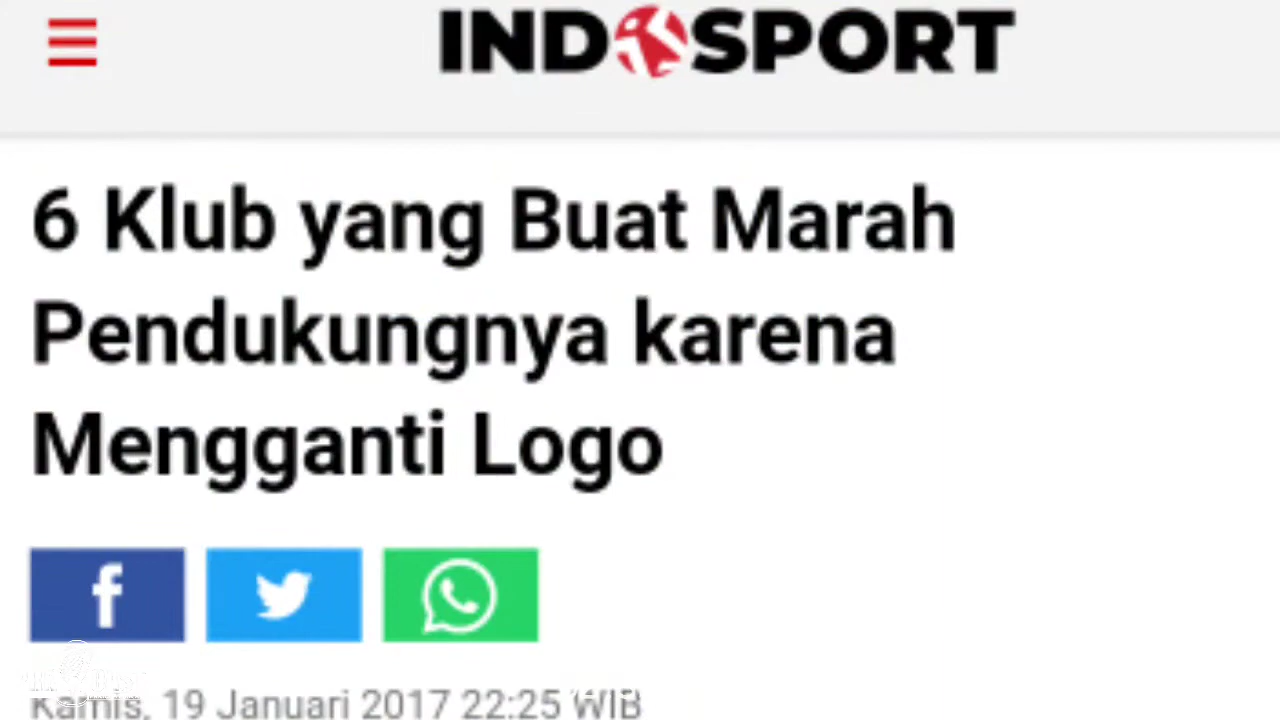 INDOSPORT
6 Klub yang Buat Marah
Pendukungnya karena
Mengganti Logo
Kamis, 19 Januari 2017 22:25 WIB